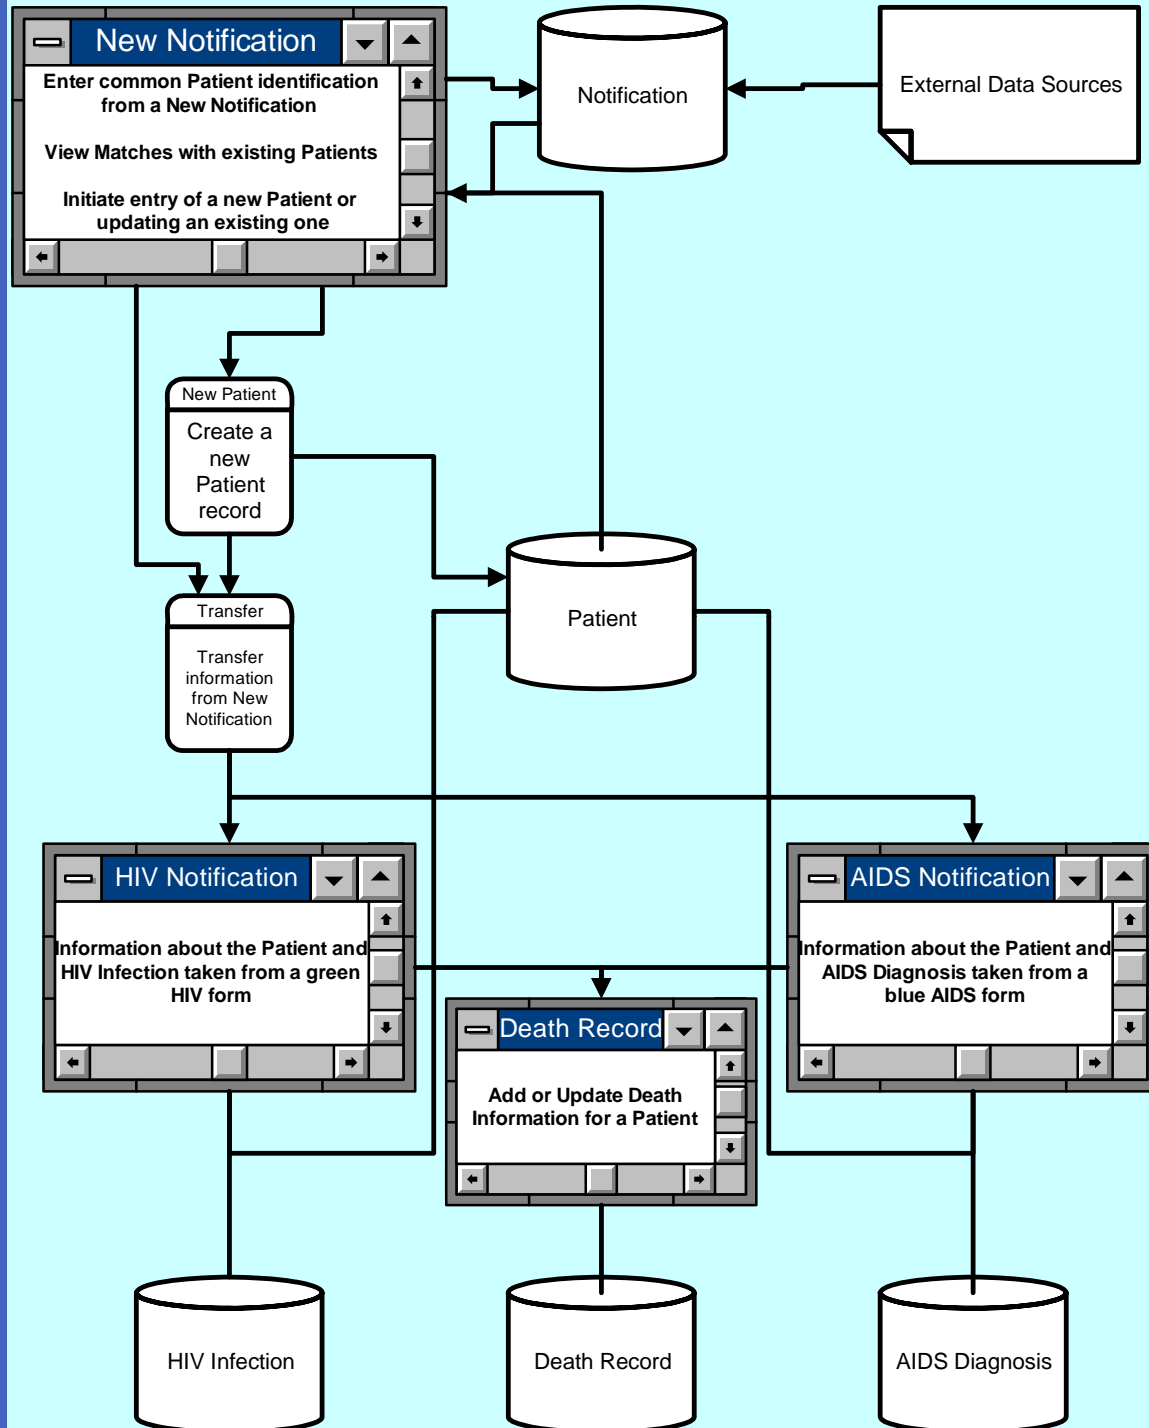 New Notification
Enter common Patient identification
from a New Notification
View Matches with existing Patients
Initiate entry of a new Patient or
updating an existing one
Notification
External Data Sources
New Patient
Create a
new
Patient
record
Transfer
Transfer
information
from New
Notification
Patient
HIV Notification
Information about the Patient and
HIV Infection taken from a green
HIV form
AIDS Notification
Information about the Patient and
AIDS Diagnosis taken from a
blue AIDS form
Death Record
Add or Update Death
Information for a Patient
HIV Infection
Death Record
AIDS Diagnosis